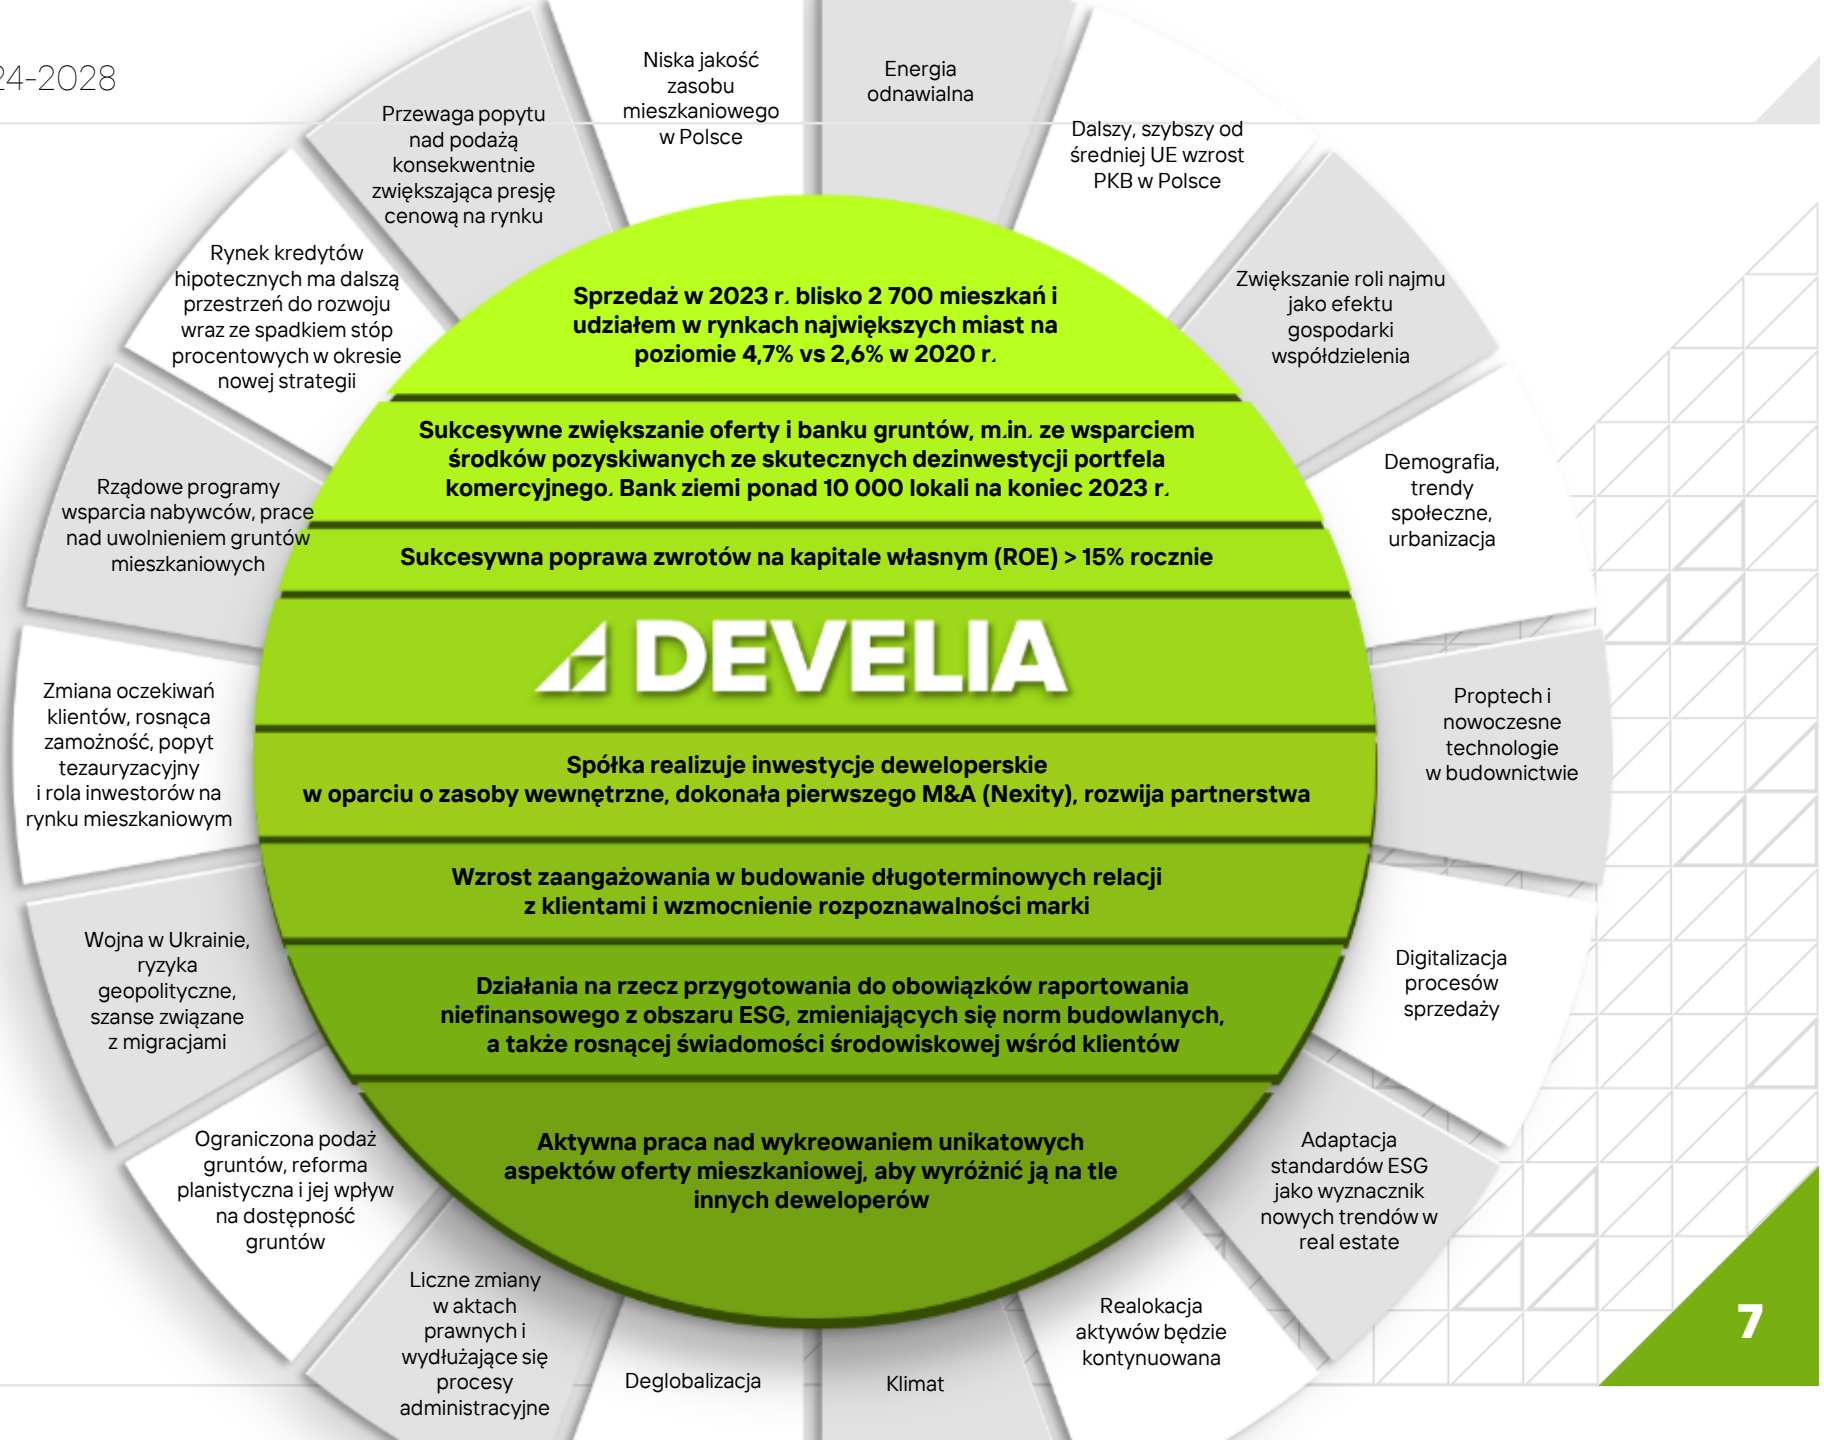 24-2028
Niska jakość
zasobu
mieszkaniowego
w Polsce
Energia
odnawialna
Dalszy, szybszy od
średniej UE wzrost
PKB w Polsce
Zwiększanie roli najmu
jako efektu
gospodarki
współdzielenia
Demografia,
trendy
społeczne,
urbanizacja
Proptech i
nowoczesne
technologie
w budownictwie
Digitalizacja
procesów
sprzedaży
Adaptacja
standardów ESG
jako wyznacznik
nowych trendów w
real estate
Realokacja
aktywów będzie
kontynuowana
Klimat
Deglobalizacja
Liczne zmiany
w aktach
prawnych i
wydłużające się
procesy
administracyjne
Ograniczona podaż
gruntów, reforma
planistyczna i jej wpływ
na dostępność
gruntów
Wojna w Ukrainie,
ryzyka
geopolityczne,
szanse związane
z migracjami
Zmiana oczekiwań
klientów, rosnąca
zamożność, popyt
tezauryzacyjny
i rola inwestorów na
rynku mieszkaniowym
Rządowe programy
wsparcia nabywców, prace
nad uwolnieniem gruntów
mieszkaniowych
Rynek kredytów
hipotecznych ma dalszą
przestrzeń do rozwoju
wraz ze spadkiem stóp
procentowych w okresie
nowej strategii
Przewaga popytu
nad podażą
konsekwentnie
zwiększająca presję
cenową na rynku
Sprzedaż w 2023 r. blisko 2 700 mieszkań i
udziałem w rynkach największych miast na
poziomie 4,7% vs 2,6% w 2020 r.
Sukcesywne zwiększanie oferty i banku gruntów, m.in. ze wsparciem
środków pozyskiwanych ze skutecznych dezinwestycji portfela
komercyjnego. Bank ziemi ponad 10 000 lokali na koniec 2023 r.
Sukcesywna poprawa zwrotów na kapitale własnym (ROE) > 15% rocznie
DEVELIA
Spółka realizuje inwestycje deweloperskie
w oparciu o zasoby wewnętrzne, dokonała pierwszego M&A (Nexity), rozwija partnerstwa
Wzrost zaangażowania w budowanie długoterminowych relacji
z klientami i wzmocnienie rozpoznawalności marki
Działania na rzecz przygotowania do obowiązków raportowania
niefinansowego z obszaru ESG, zmieniających się norm budowlanych,
a także rosnącej świadomości środowiskowej wśród klientów
Aktywna praca nad wykreowaniem unikatowych
aspektów oferty mieszkaniowej, aby wyróżnić ją na tle
innych deweloperów
7